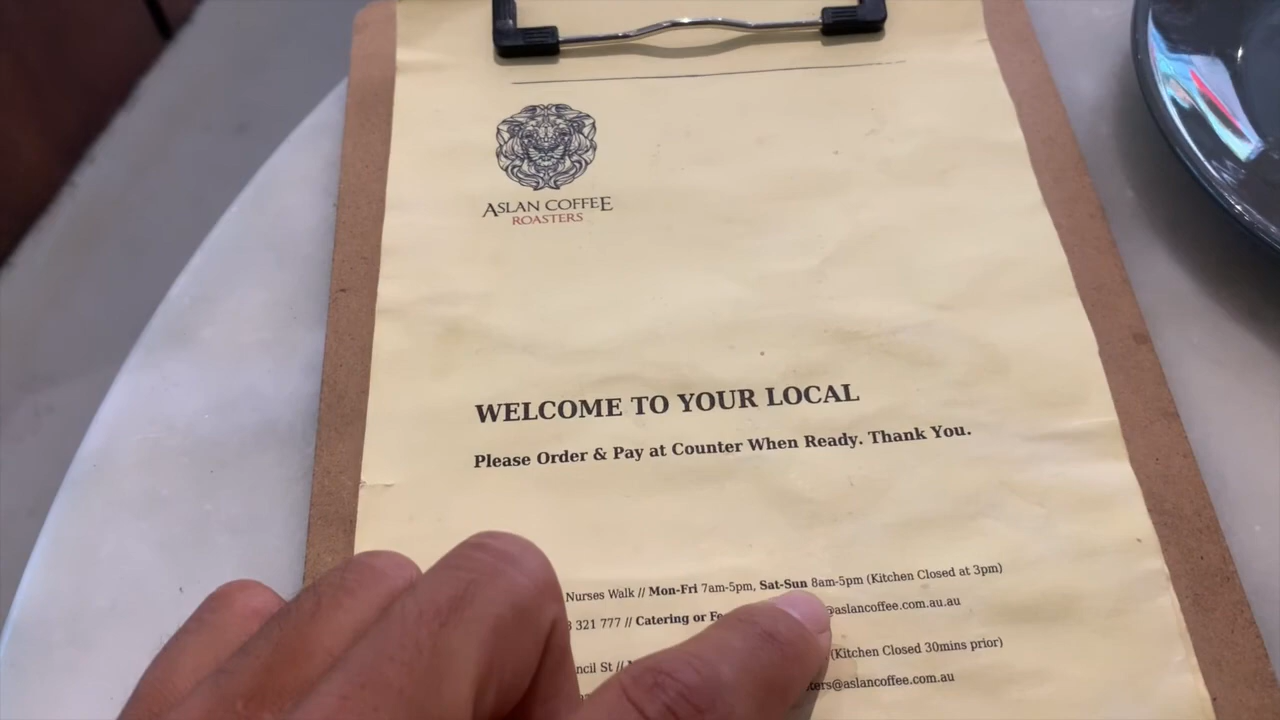 ASLAN COFFEE
ROASTERS
WELCOME TO YOUR LOCAL
Please Order & Pay at Counter When Ready. Thank You.
Nurses Walk // Mon-Fri 7am-5pm, Sat-Sun 8am-5pm (Kitchen Closed at 3pm)
321 777 // Catering or @aslancoffee.com.au.au
St // (Kitchen Closed 30mins prior)
@aslancoffee.com.au